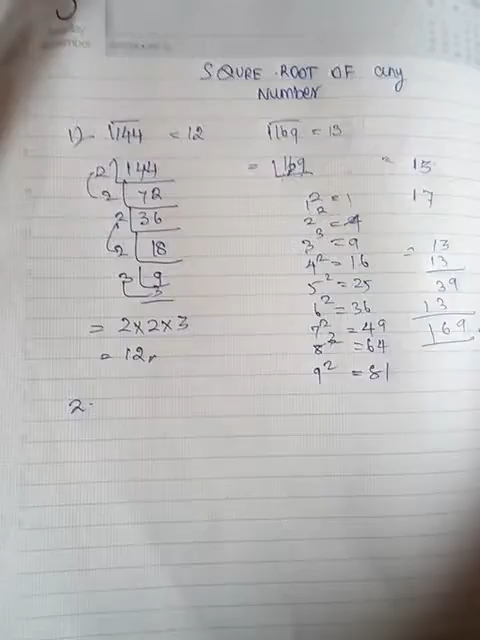 SQURE ROOT OF any
Number
1) √144 = 12
2 144
2 72
2 36
2 18
3 9
3
= 2×2×3
= 12
2.
√169 = 13
= 169
1² = 1
2² = 4
3² = 9
4² = 16
5² = 25
6² = 36
7² = 49
8² = 64
9² = 81
= 15
17
= 13
13
39
13
169